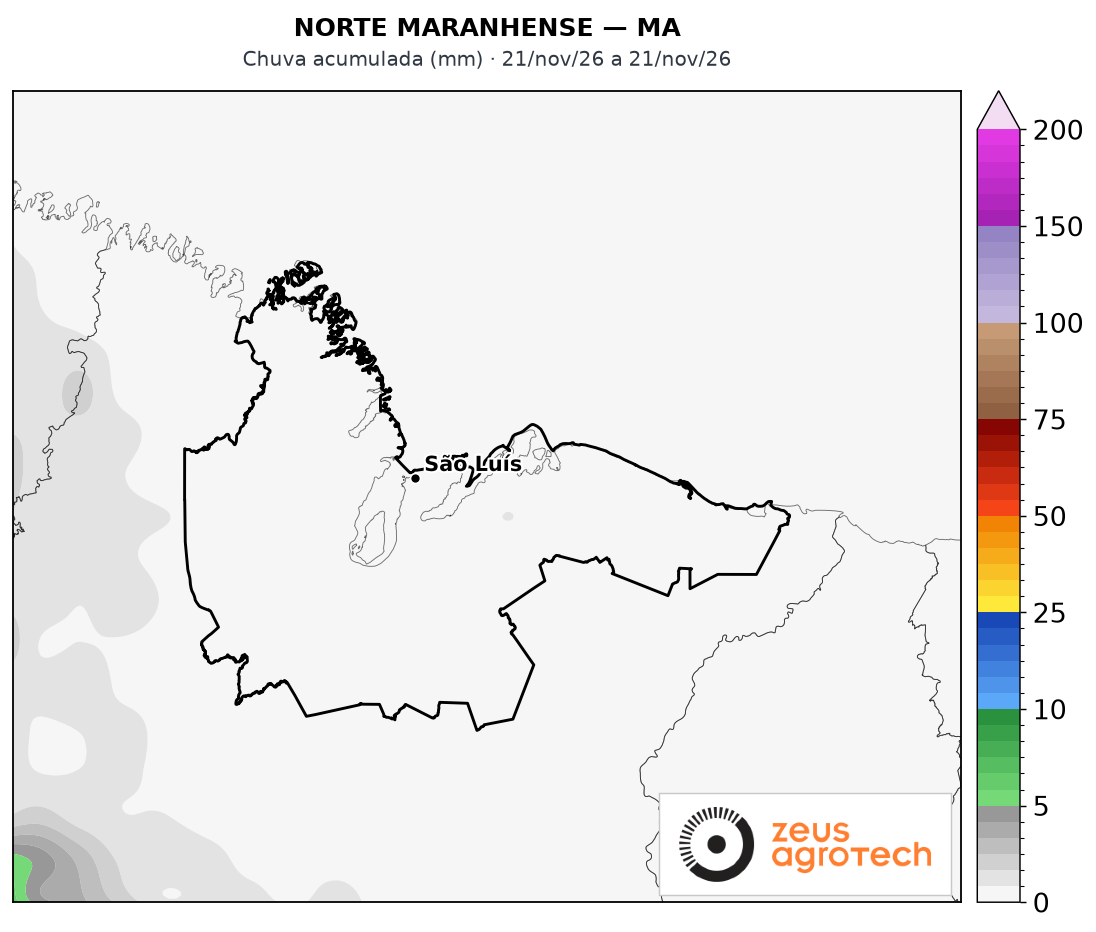 NORTE MARANHENSE — MA
Chuva acumulada (mm) · 21/nov/26 a 21/nov/26
200
150
100
75
50
25
10
5
0
São Luís
zeus
agroTech